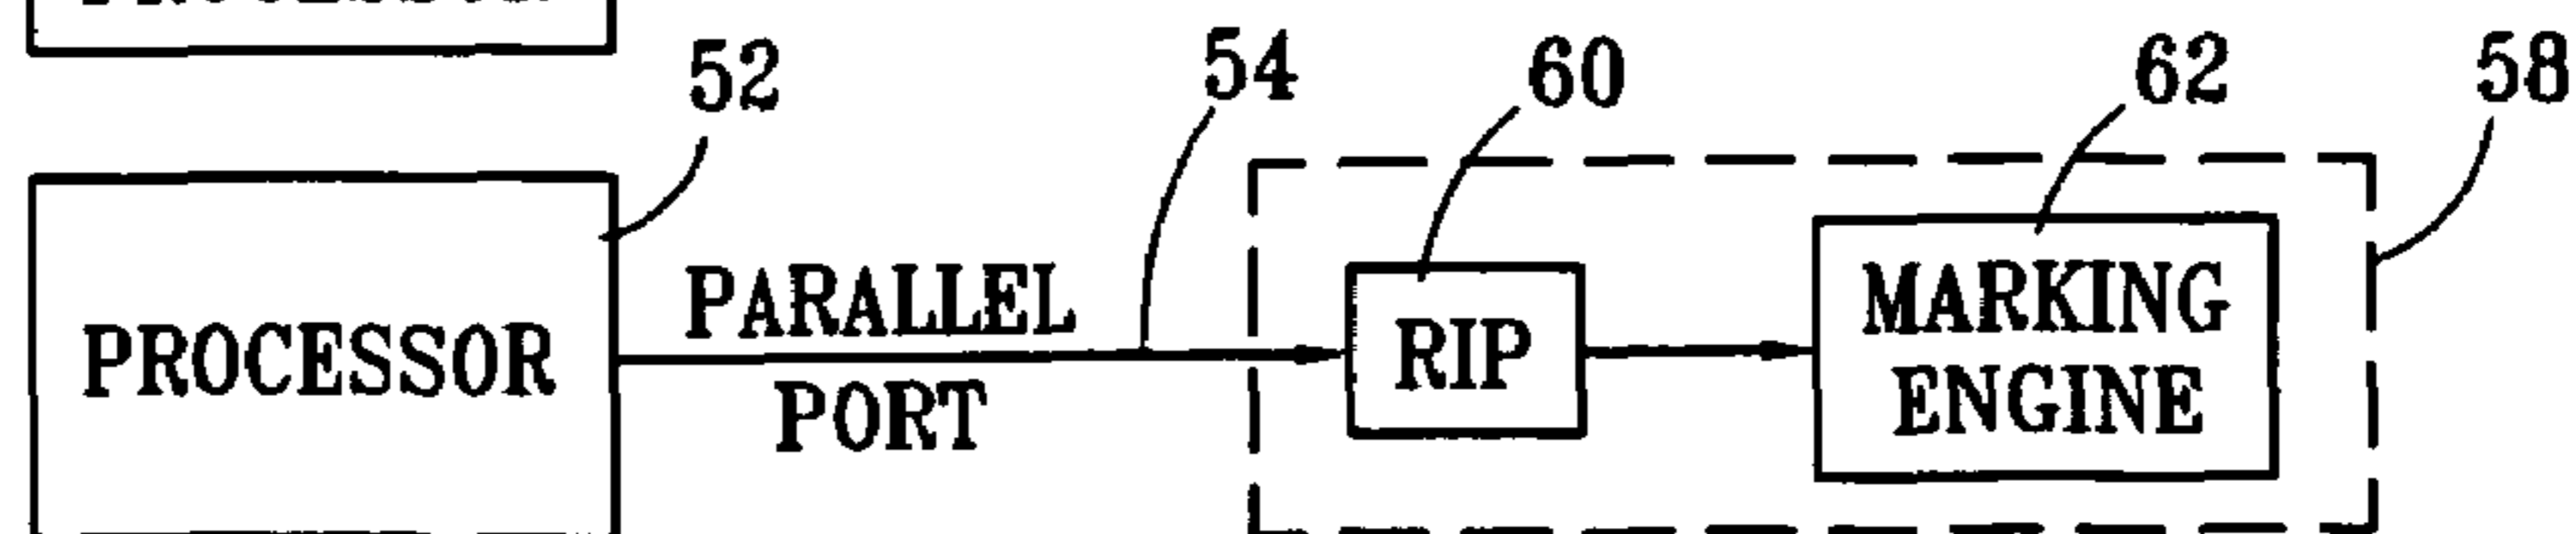 52
54
60
62
58
PARALLEL
PORT
PROCESSOR
RIP
MARKING
ENGINE